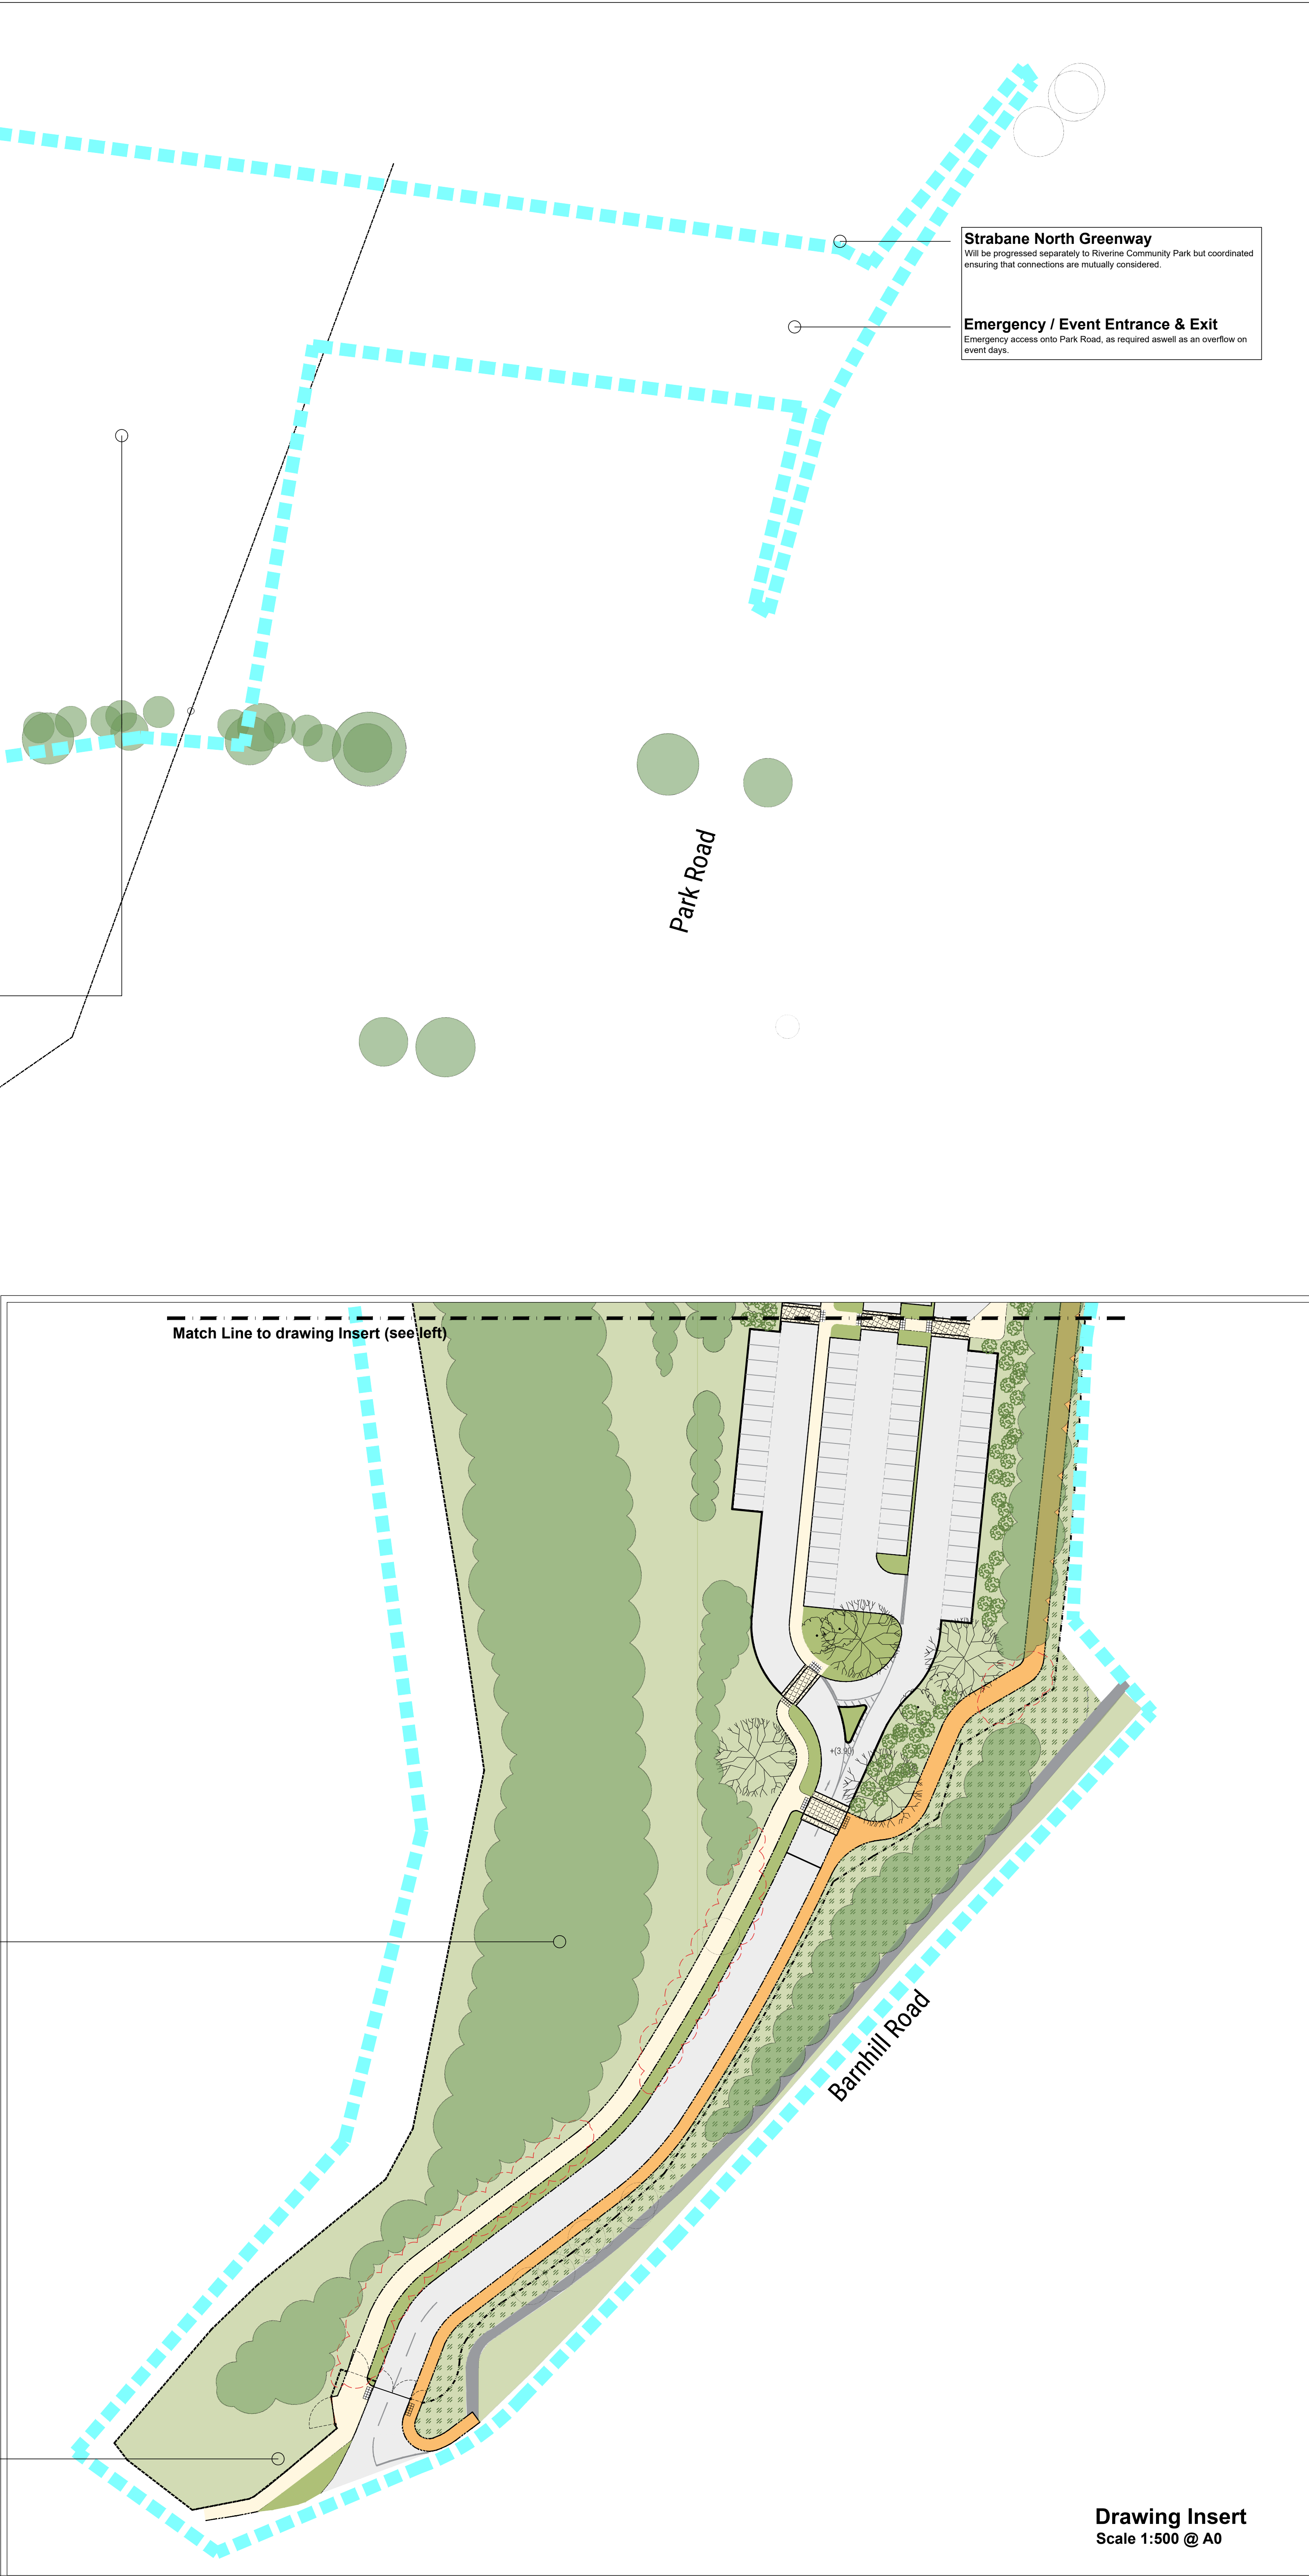 Strabane North Greenway
Will be progressed separately to Riverine Community Park but coordinated
ensuring that connections are mutually considered.
Emergency / Event Entrance & Exit
Emergency access onto Park Road, as required aswell as an overflow on
event days.
Park Road
Match Line to drawing Insert (see left)
+(3.90)
Barnhill Road
Drawing Insert
Scale 1:500 @ A0